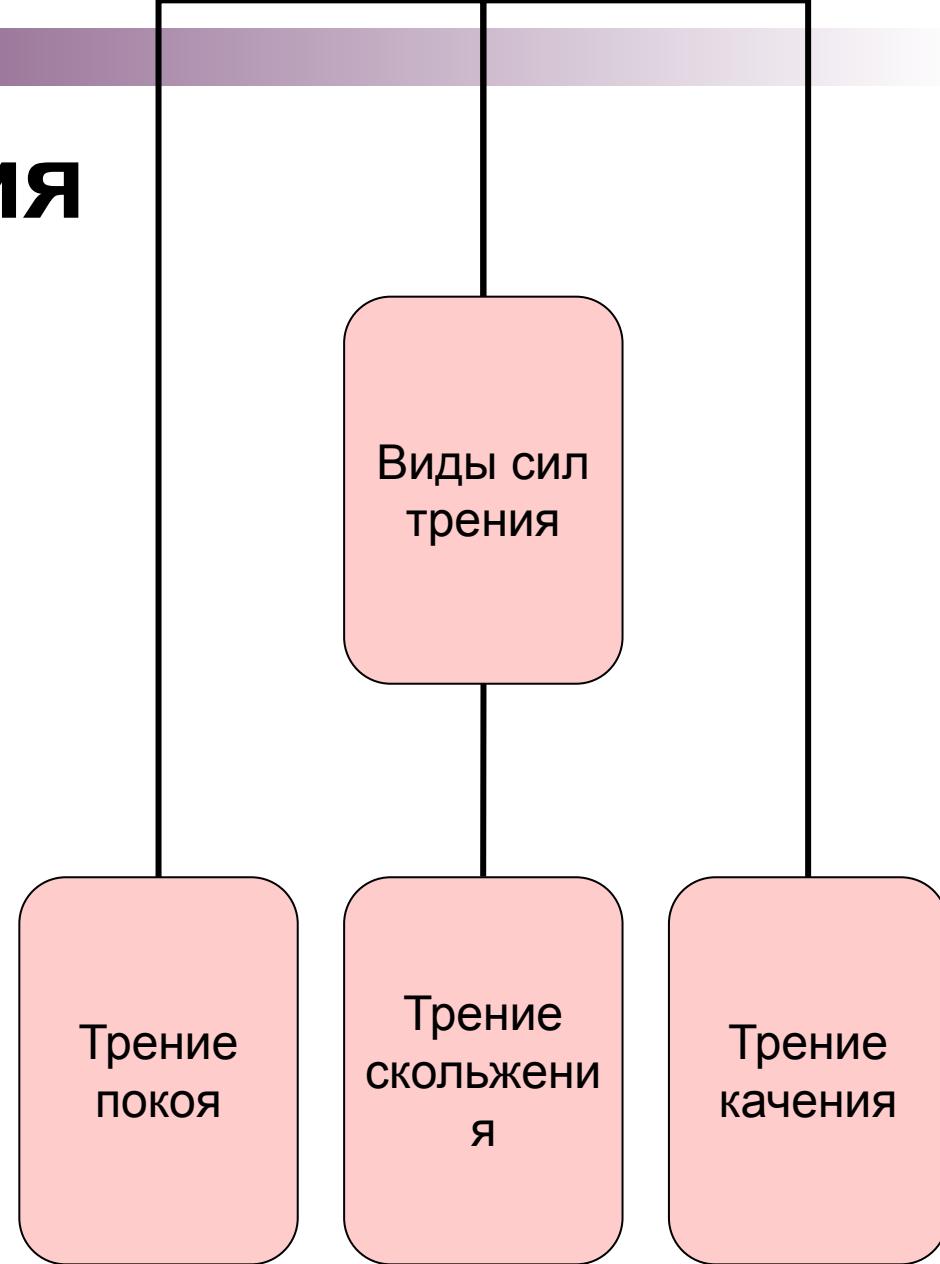 ия
Виды сил
трения
Трение
покоя
Трение
скольжени
я
Трение
качения